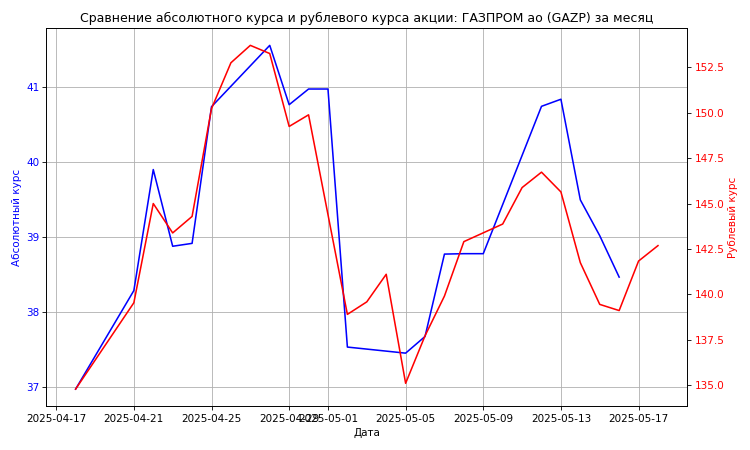 Сравнение абсолютного курса и рублевого курса акции: ГАЗПРОМ ао (GAZP) за месяц
41
40
39
38
37
Абсолютный курс
152.5
150.0
147.5
145.0
142.5
140.0
137.5
135.0
Рублевый курс
2025-04-17 2025-04-21 2025-04-25 2025-04-29 2025-05-01 2025-05-05 2025-05-09 2025-05-13 2025-05-17
Дата